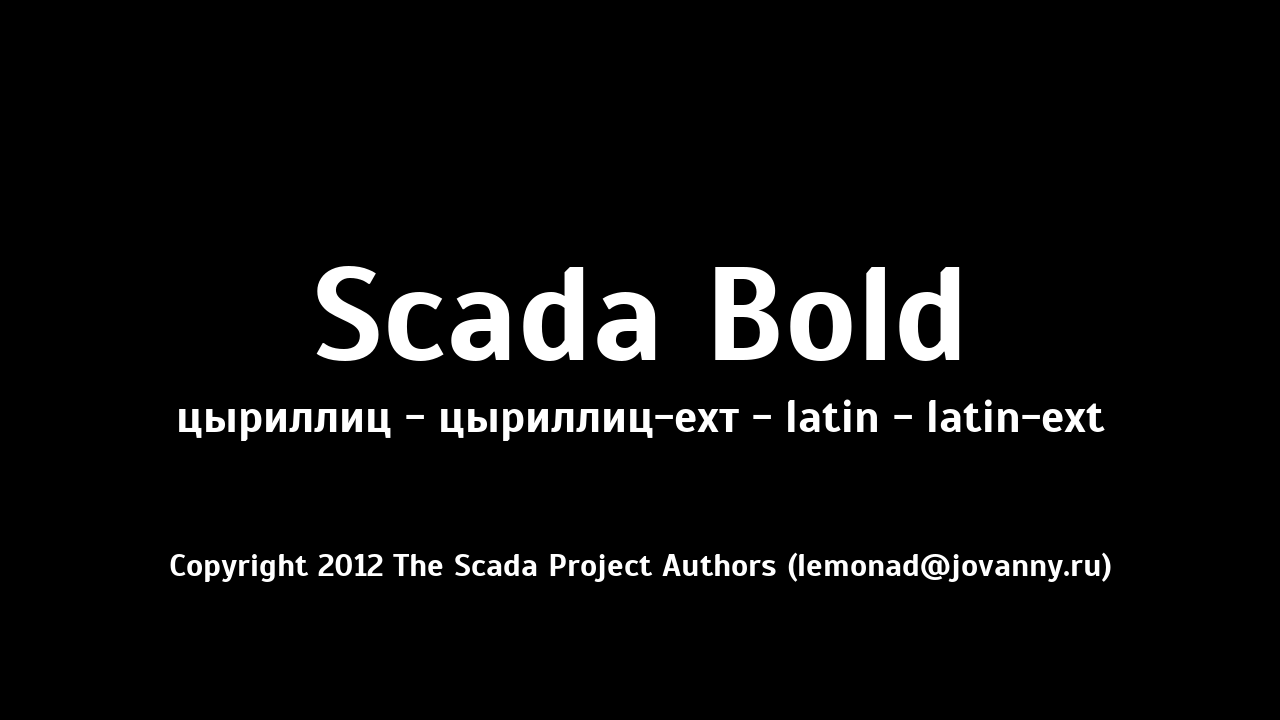 Scada Bold
цыриллиц - цыриллиц-ехт - latin - latin-ext
Copyright 2012 The Scada Project Authors (lemonad@jovanny.ru)